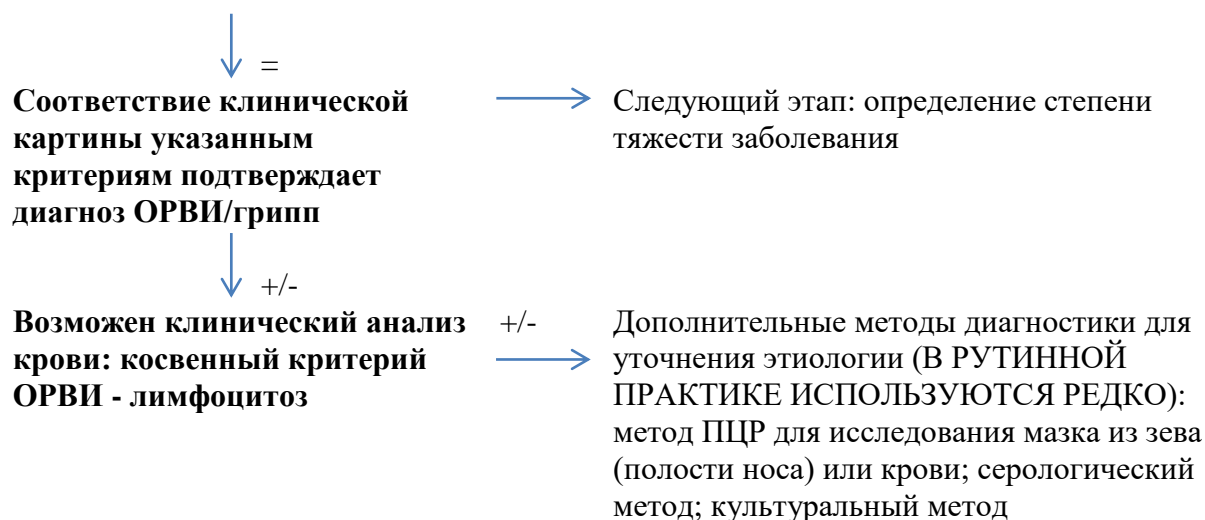 =
Соответствие клинической
картины указанным
критериям подтверждает
диагноз ОРВИ/грипп
Следующий этап: определение степени
тяжести заболевания
+/-
Возможен клинический анализ
крови: косвенный критерий
ОРВИ - лимфоцитоз
+/-
Дополнительные методы диагностики для
уточнения этиологии (В РУТИННОЙ
ПРАКТИКЕ ИСПОЛЬЗУЮТСЯ РЕДКО):
метод ПЦР для исследования мазка из зева
(полости носа) или крови; серологический
метод; культуральный метод